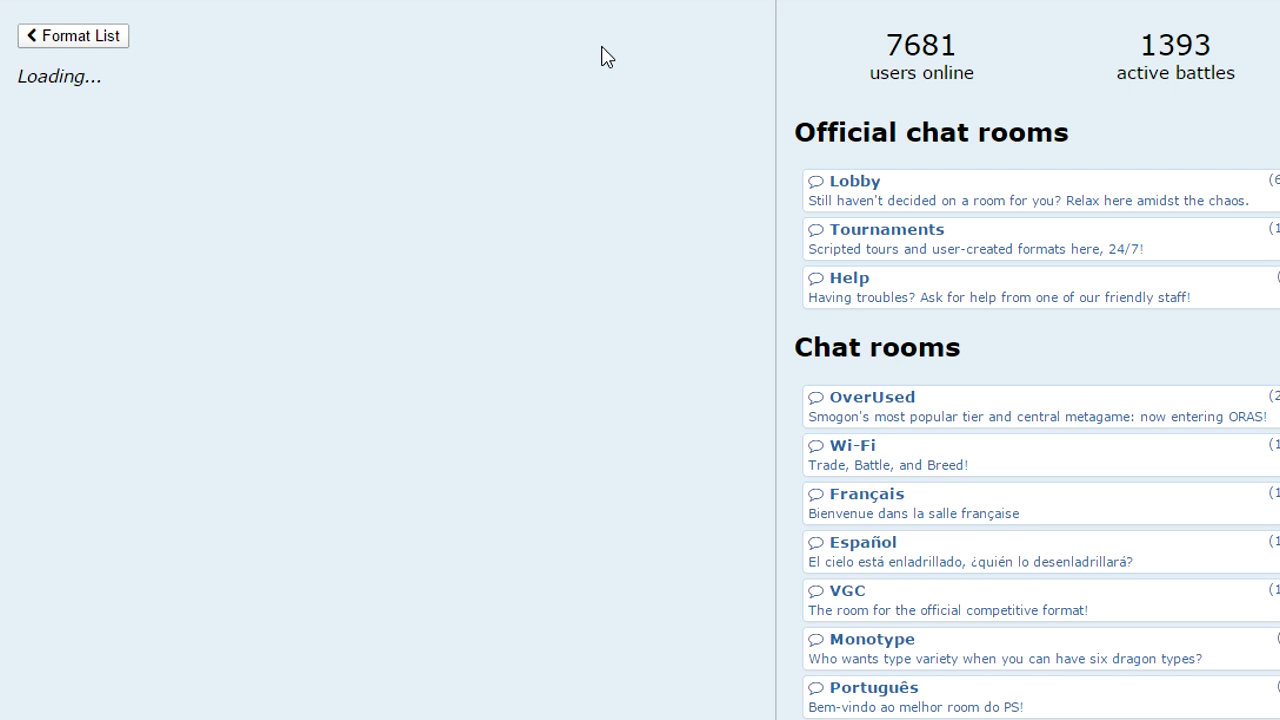 Format List
Loading...
7681
users online
1393
active battles
Official chat rooms
Lobby
Still haven't decided on a room for you? Relax here amidst the chaos.
Tournaments
Scripted tours and user-created formats here, 24/7!
Help
Having troubles? Ask for help from one of our friendly staff!
Chat rooms
OverUsed
Smogon's most popular tier and central metagame: now entering ORAS!
Wi-Fi
Trade, Battle, and Breed!
Français
Bienvenue dans la salle française
Español
El cielo está enladrillado, ¿quién lo desenladrillará?
VGC
The room for the official competitive format!
Monotype
Who wants type variety when you can have six dragon types?
Português
Bem-vindo ao melhor room do PS!